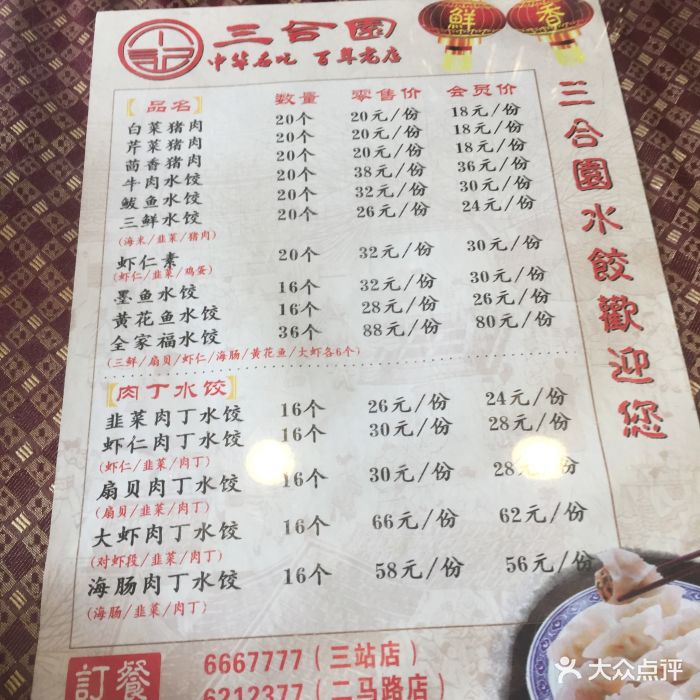 三合園
中华名吃 百年老店
鮮 香
三合園水餃歡迎您
【品名】 数量 零售价 会员价
白菜猪肉 20个 20元/份 18元/份
芹菜猪肉 20个 20元/份 18元/份
茴香猪肉 20个 20元/份 18元/份
牛肉水饺 20个 38元/份 36元/份
鲅鱼水饺 20个 32元/份 30元/份
三鲜水饺 20个 26元/份 24元/份
(海米/韭菜/猪肉)
虾仁素 20个 32元/份 30元/份
(虾仁/韭菜/鸡蛋)
墨鱼水饺 16个 32元/份 30元/份
黄花鱼水饺 16个 28元/份 26元/份
全家福水饺 36个 88元/份 80元/份
(三鲜/扇贝/虾仁/海肠/黄花鱼/大虾各6个)
【肉丁水饺】
韭菜肉丁水饺 16个 26元/份 24元/份
虾仁肉丁水饺 16个 30元/份 28元/份
(虾仁/韭菜/肉丁)
扇贝肉丁水饺 16个 30元/份 28元/份
(扇贝/韭菜/肉丁)
大虾肉丁水饺 16个 66元/份 62元/份
(对虾段/韭菜/肉丁)
海肠肉丁水饺 16个 58元/份 56元/份
(海肠/韭菜/肉丁)
訂餐
6667777(三站店)
6212377(二马路店)
大众点评